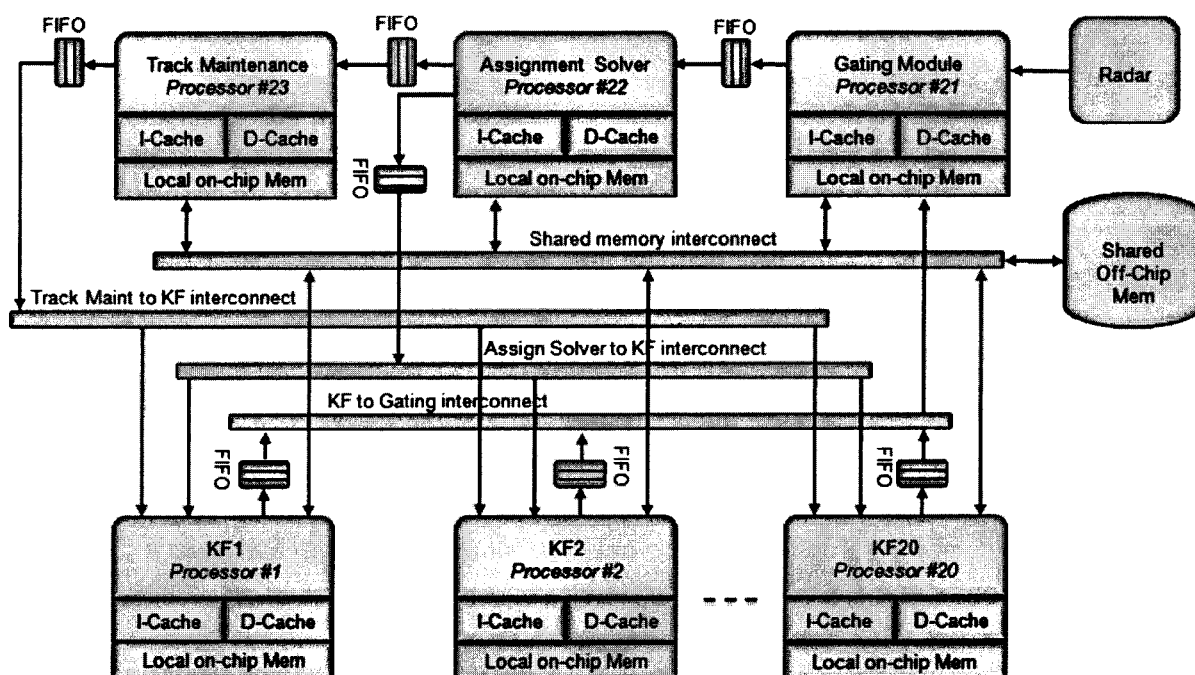 FIFO
FIFO
FIFO
Track Maintenance
Processor #23
Assignment Solver
Processor #22
Gating Module
Processor #21
Radar
I-Cache
D-Cache
I-Cache
D-Cache
I-Cache
D-Cache
Local on-chip Mem
FIFO
Local on-chip Mem
Local on-chip Mem
Shared memory interconnect
Shared
Off-Chip
Mem
Track Maint to KF interconnect
Assign Solver to KF interconnect
KF to Gating interconnect
FIFO
FIFO
FIFO
KF1
Processor #1
KF2
Processor #2
KF20
Processor #20
I-Cache
D-Cache
I-Cache
D-Cache
I-Cache
D-Cache
Local on-chip Mem
Local on-chip Mem
Local on-chip Mem